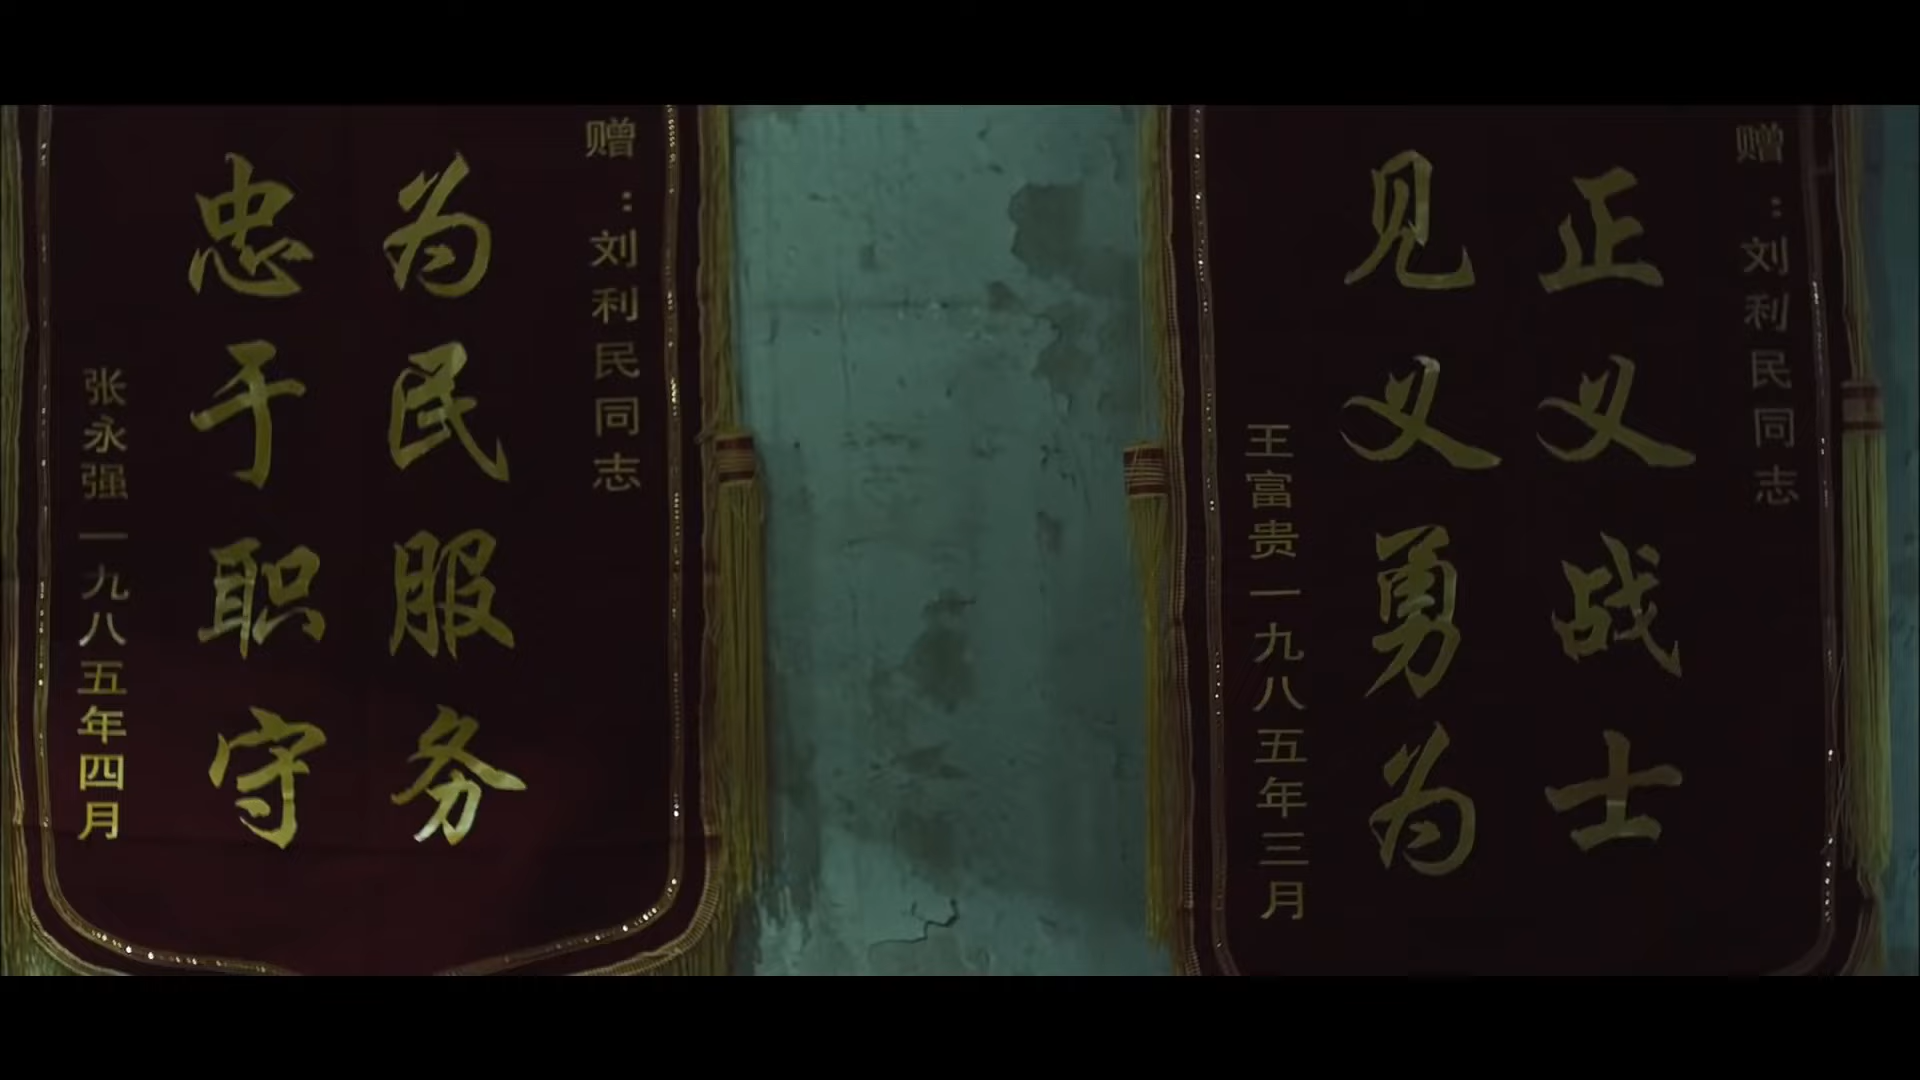 赠：刘利民同志
正义战士
见义勇为
王富贵一九八五年三月
赠：刘利民同志
为民服务
忠于职守
张永强一九八五年四月